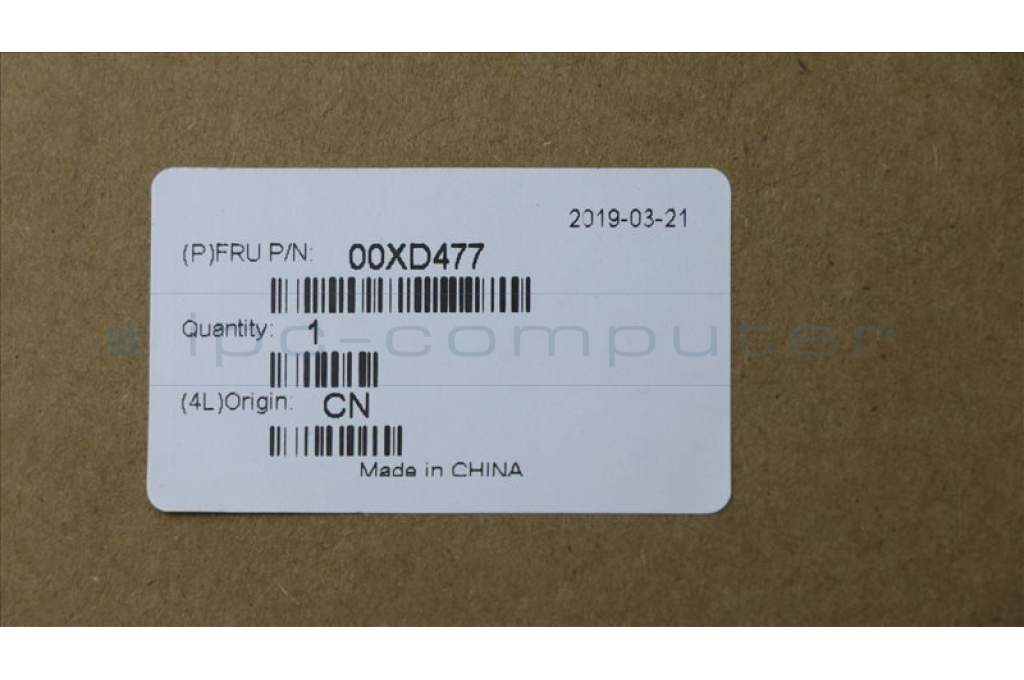 2019-03-21
(P)FRU P/N: 00XD477
Quantity: 1
ipc-computer
(4L)Origin: CN
Made in CHINA